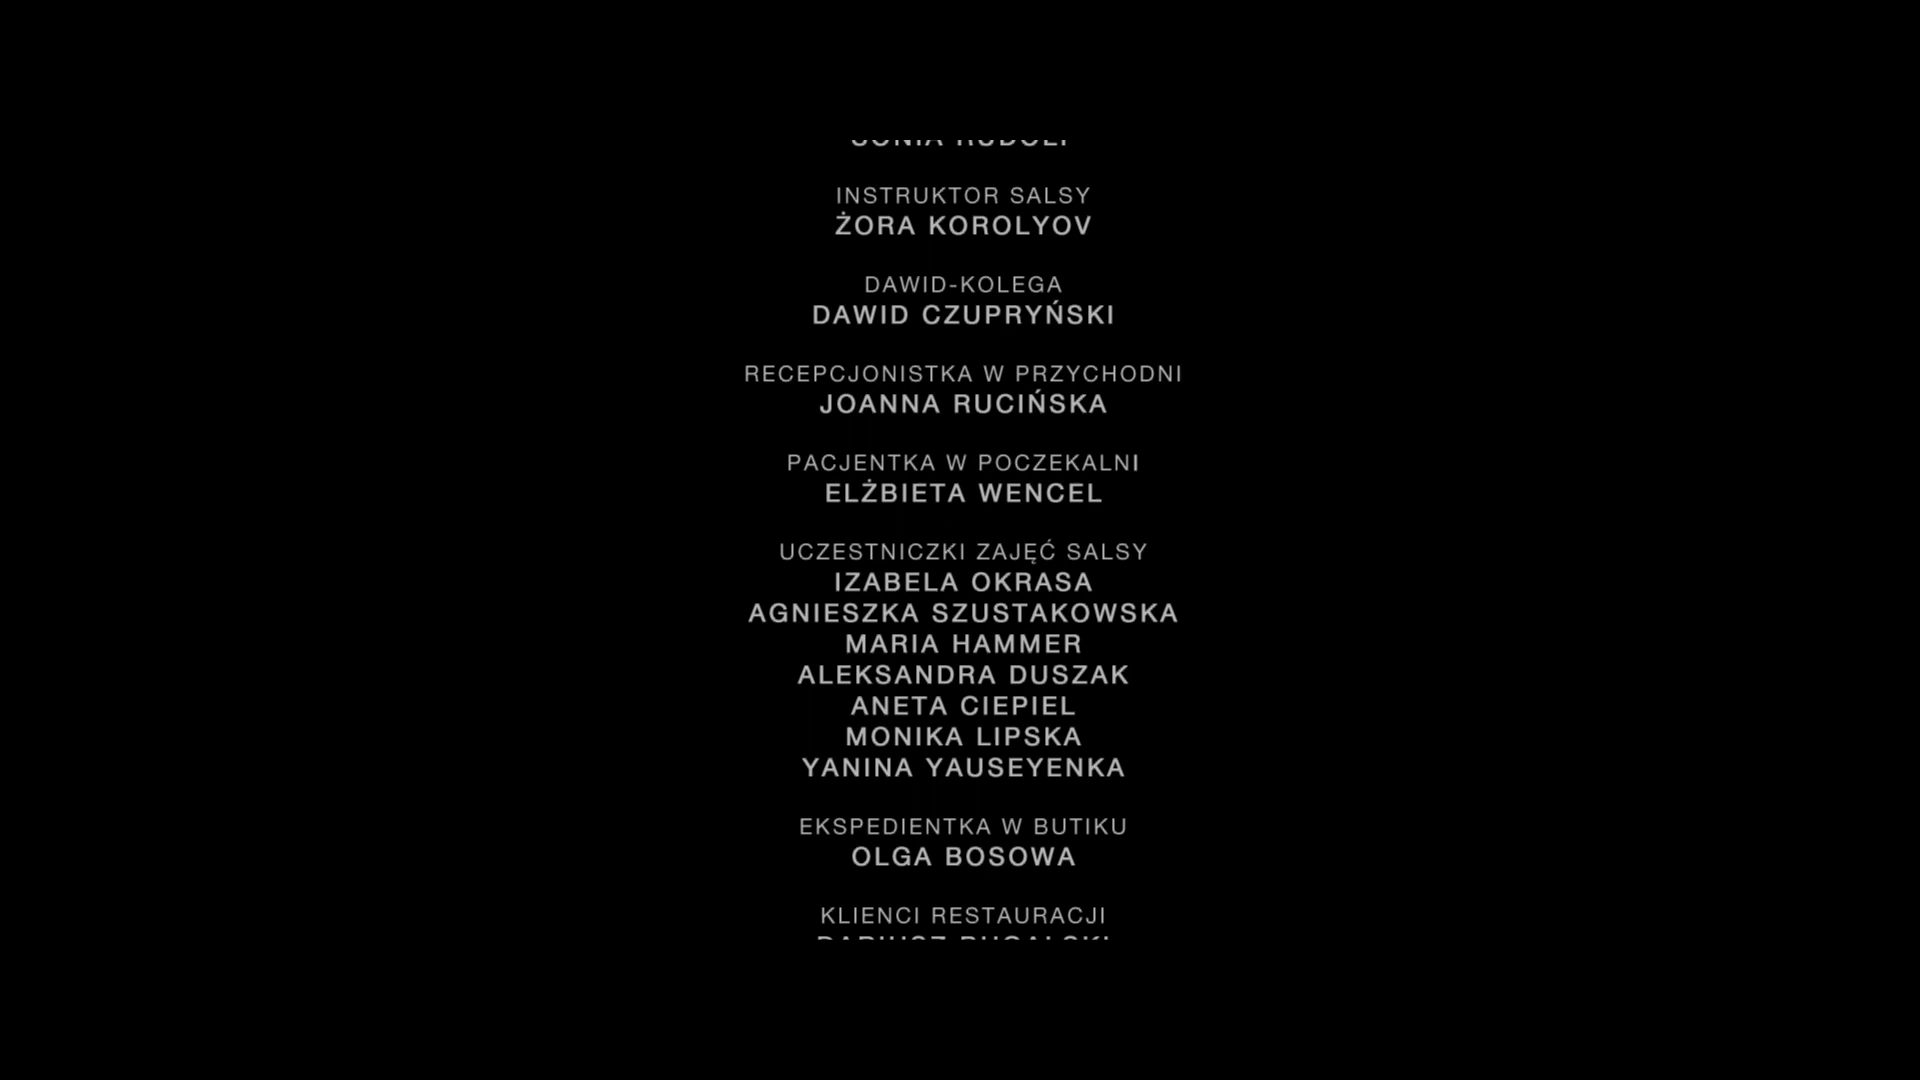 INSTRUKTOR SALSY
ŻORA KOROLYOV
DAWID-KOLEGA
DAWID CZUPRYŃSKI
RECEPCJONISTKA W PRZYCHODNI
JOANNA RUCIŃSKA
PACJENTKA W POCZEKALNI
ELŻBIETA WENCEL
UCZESTNICZKI ZAJĘĆ SALSY
IZABELA OKRASA
AGNIESZKA SZUSTAKOWSKA
MARIA HAMMER
ALEKSANDRA DUSZAK
ANETA CIEPIEL
MONIKA LIPSKA
YANINA YAUSEYENKA
EKSPEDIENTKA W BUTIKU
OLGA BOSOWA
KLIENCI RESTAURACJI